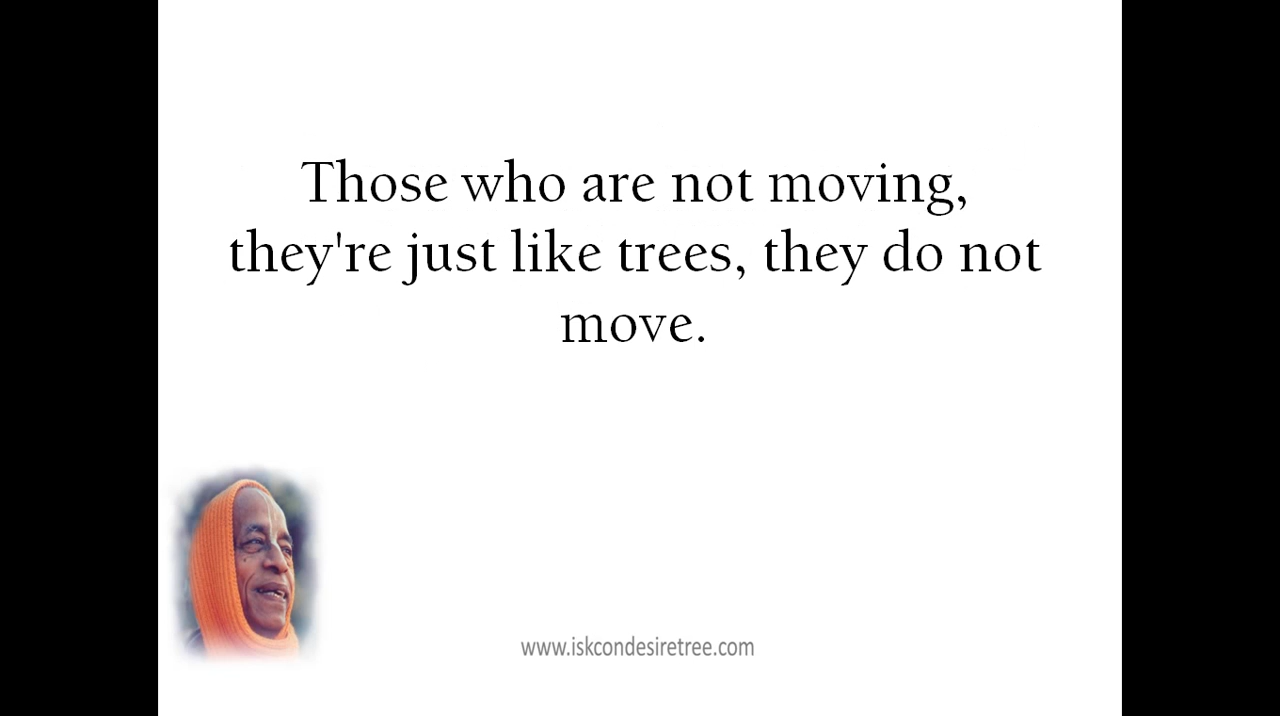 Those who are not moving,
they're just like trees, they do not
move.
www.iskcondesiretree.com